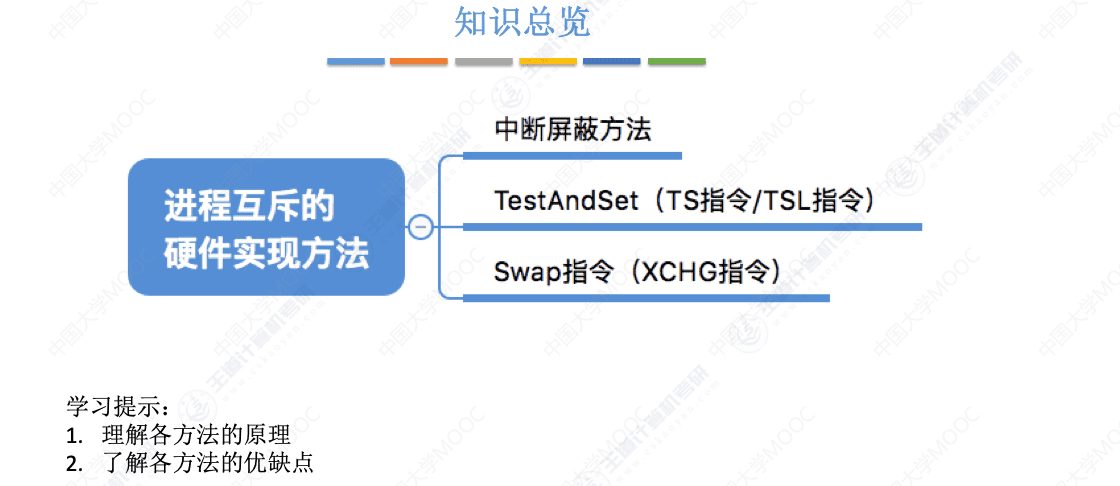 知识总览
进程互斥的
硬件实现方法
中断屏蔽方法
TestAndSet（TS指令/TSL指令）
Swap指令（XCHG指令）
学习提示：
1. 理解各方法的原理
2. 了解各方法的优缺点
中国大学MOOC
王道计算机考研